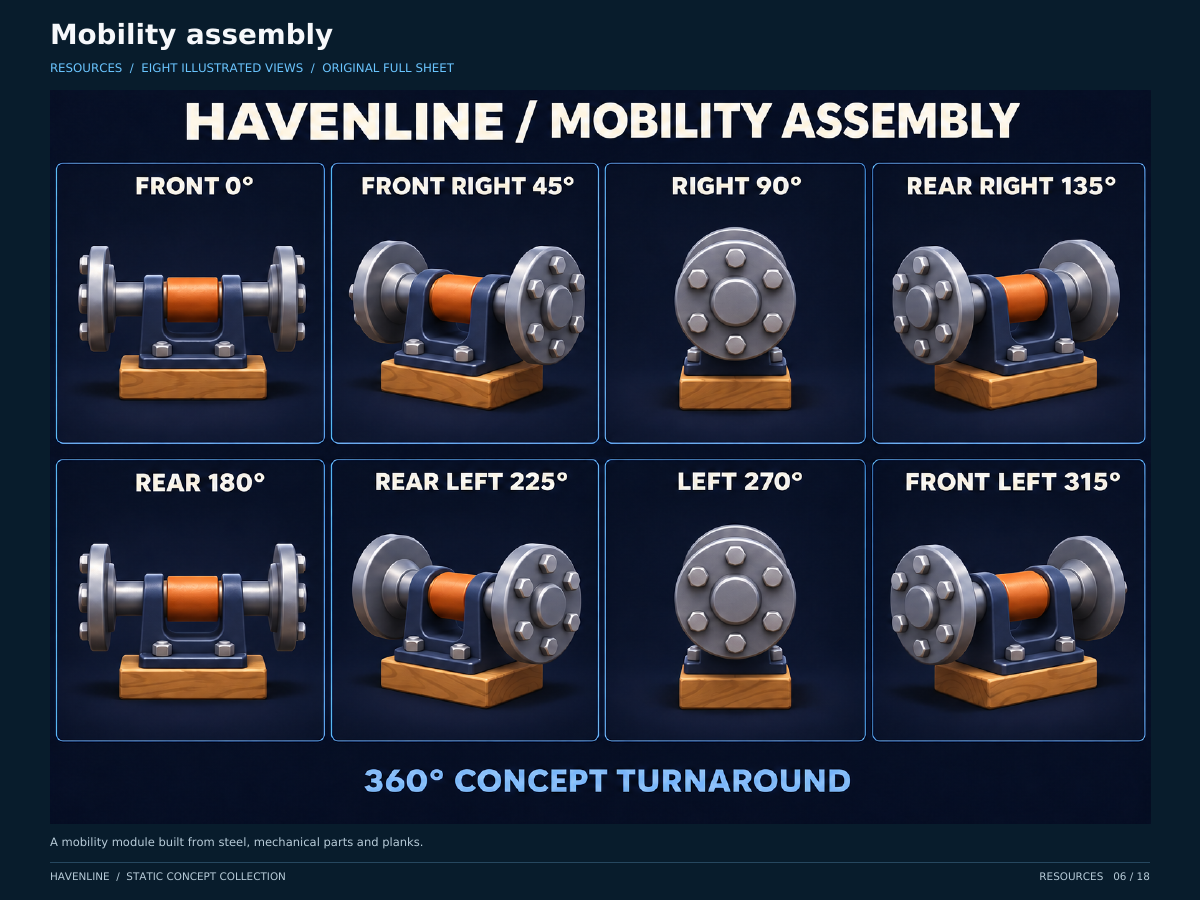 Mobility assembly
RESOURCES / EIGHT ILLUSTRATED VIEWS / ORIGINAL FULL SHEET
HAVENLINE / MOBILITY ASSEMBLY
FRONT 0°
FRONT RIGHT 45°
RIGHT 90°
REAR RIGHT 135°
REAR 180°
REAR LEFT 225°
LEFT 270°
FRONT LEFT 315°
360° CONCEPT TURNAROUND
A mobility module built from steel, mechanical parts and planks.
HAVENLINE / STATIC CONCEPT COLLECTION
RESOURCES 06 / 18